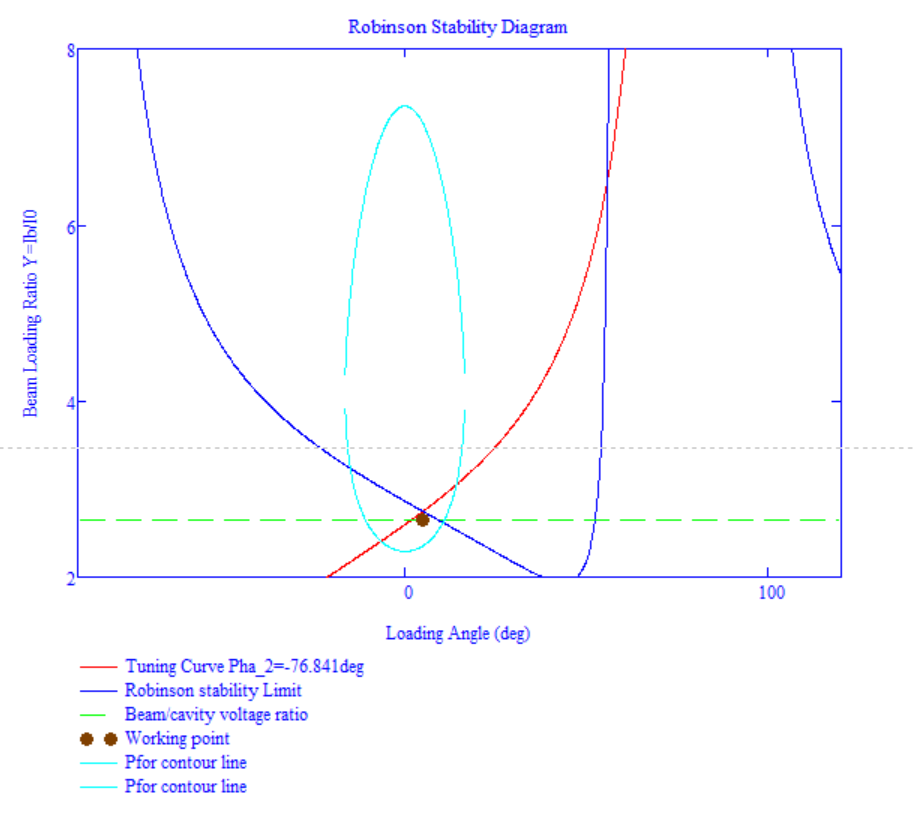 Robinson Stability Diagram
8
6
4
2
Beam Loading Ratio Y=Ib/I0
0
100
Loading Angle (deg)
Tuning Curve Pha_2=-76.841deg
Robinson stability Limit
Beam/cavity voltage ratio
Working point
Pfor contour line
Pfor contour line